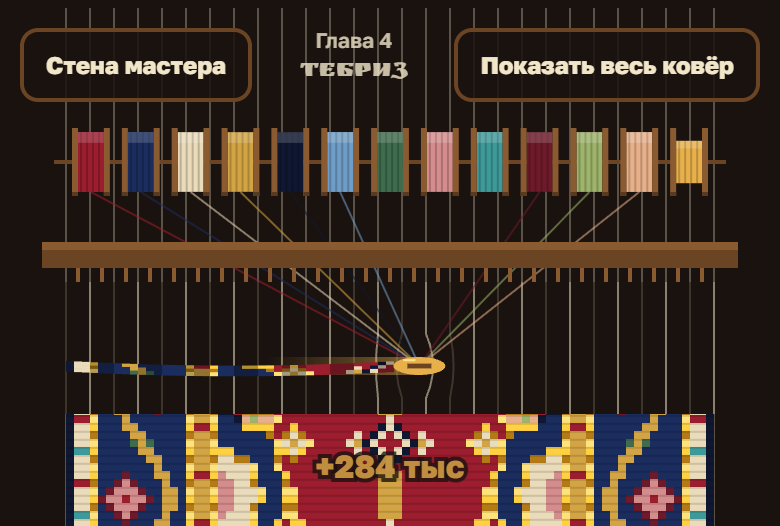 Стена мастера
Глава 4
ТЕБРИЗ
Показать весь ковёр
+284 тыс